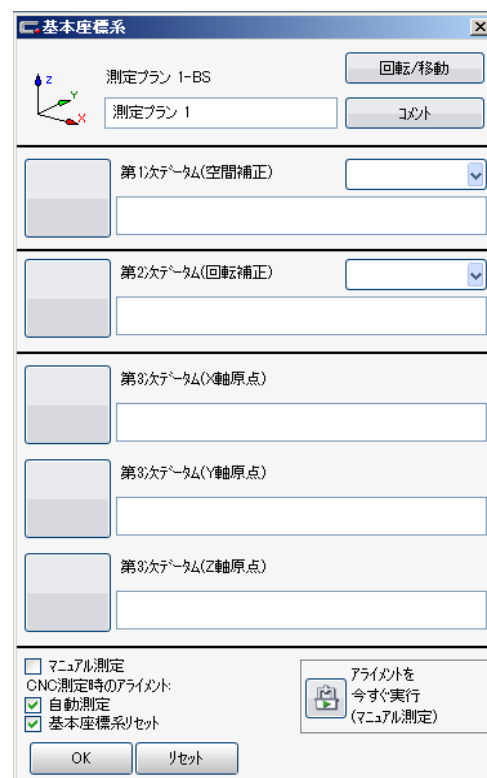 基本座標系
Z
Y
X
測定プラン 1-BS
回転/移動
測定プラン 1
コメント
第1次データム(空間補正)
第2次データム(回転補正)
第3次データム(X軸原点)
第3次データム(Y軸原点)
第3次データム(Z軸原点)
マニュアル測定
CNC測定時のアライメント:
自動測定
基本座標系リセット
アライメントを
今すぐ実行
(マニュアル測定)
OK
リセット